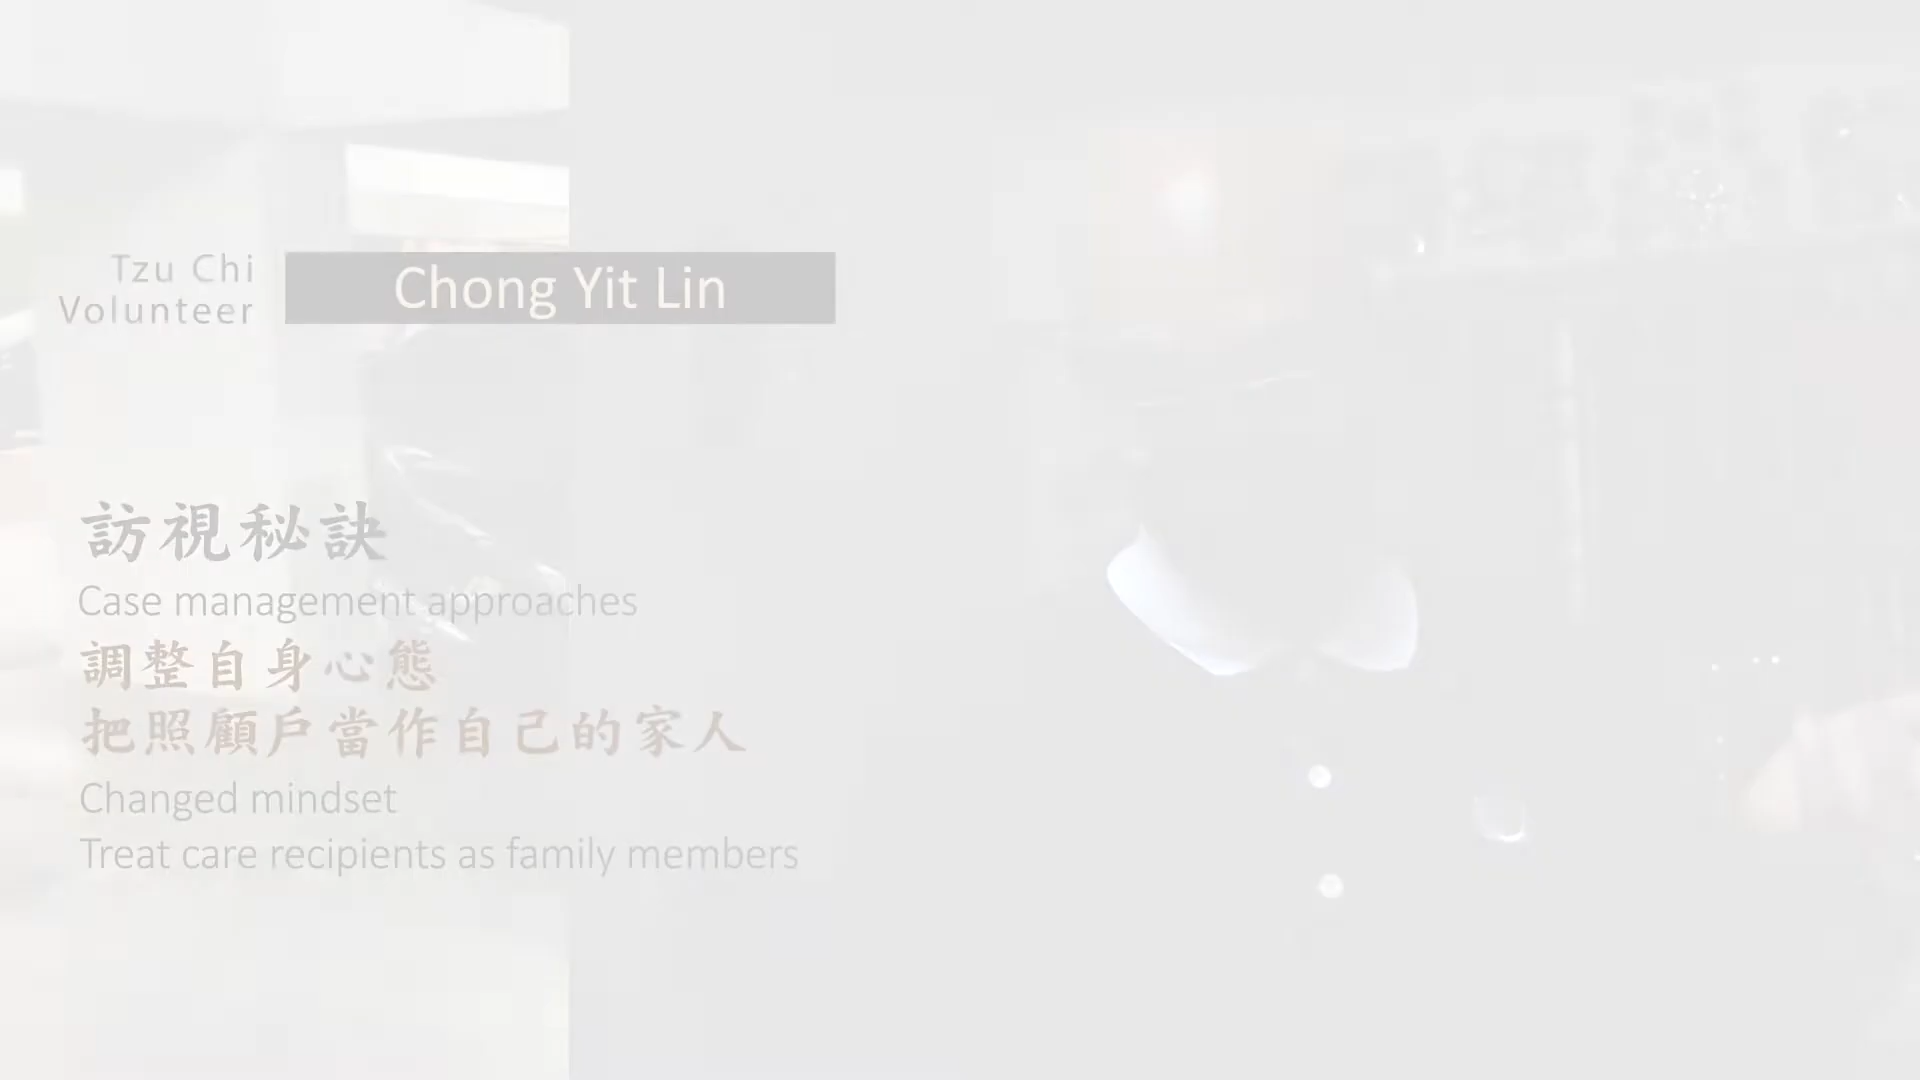 Tzu Chi
Volunteer
Chong Yit Lin
訪視秘訣
Case management approaches
調整自身心態
把照顧戶當作自己的家人
Changed mindset
Treat care recipients as family members